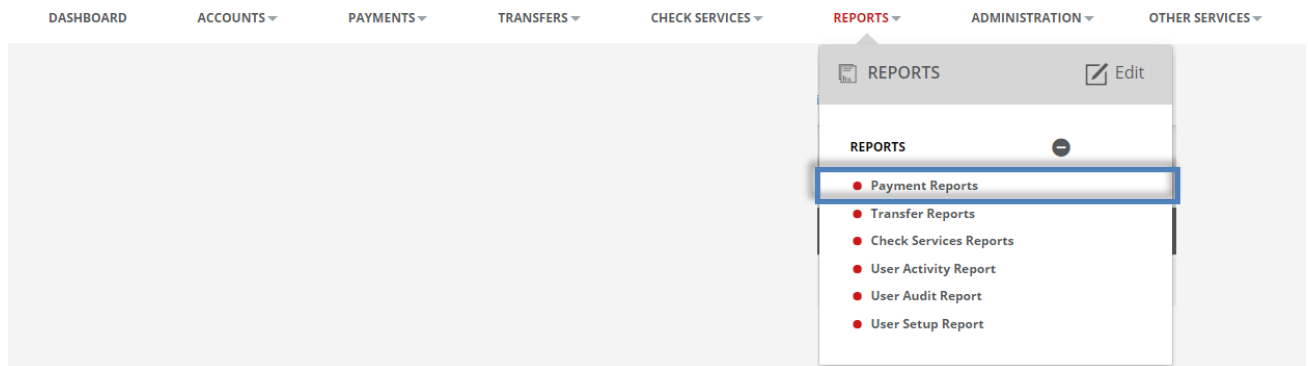 DASHBOARD ACCOUNTS PAYMENTS TRANSFERS CHECK SERVICES REPORTS ADMINISTRATION OTHER SERVICES
REPORTS Edit
REPORTS
Payment Reports
Transfer Reports
Check Services Reports
User Activity Report
User Audit Report
User Setup Report